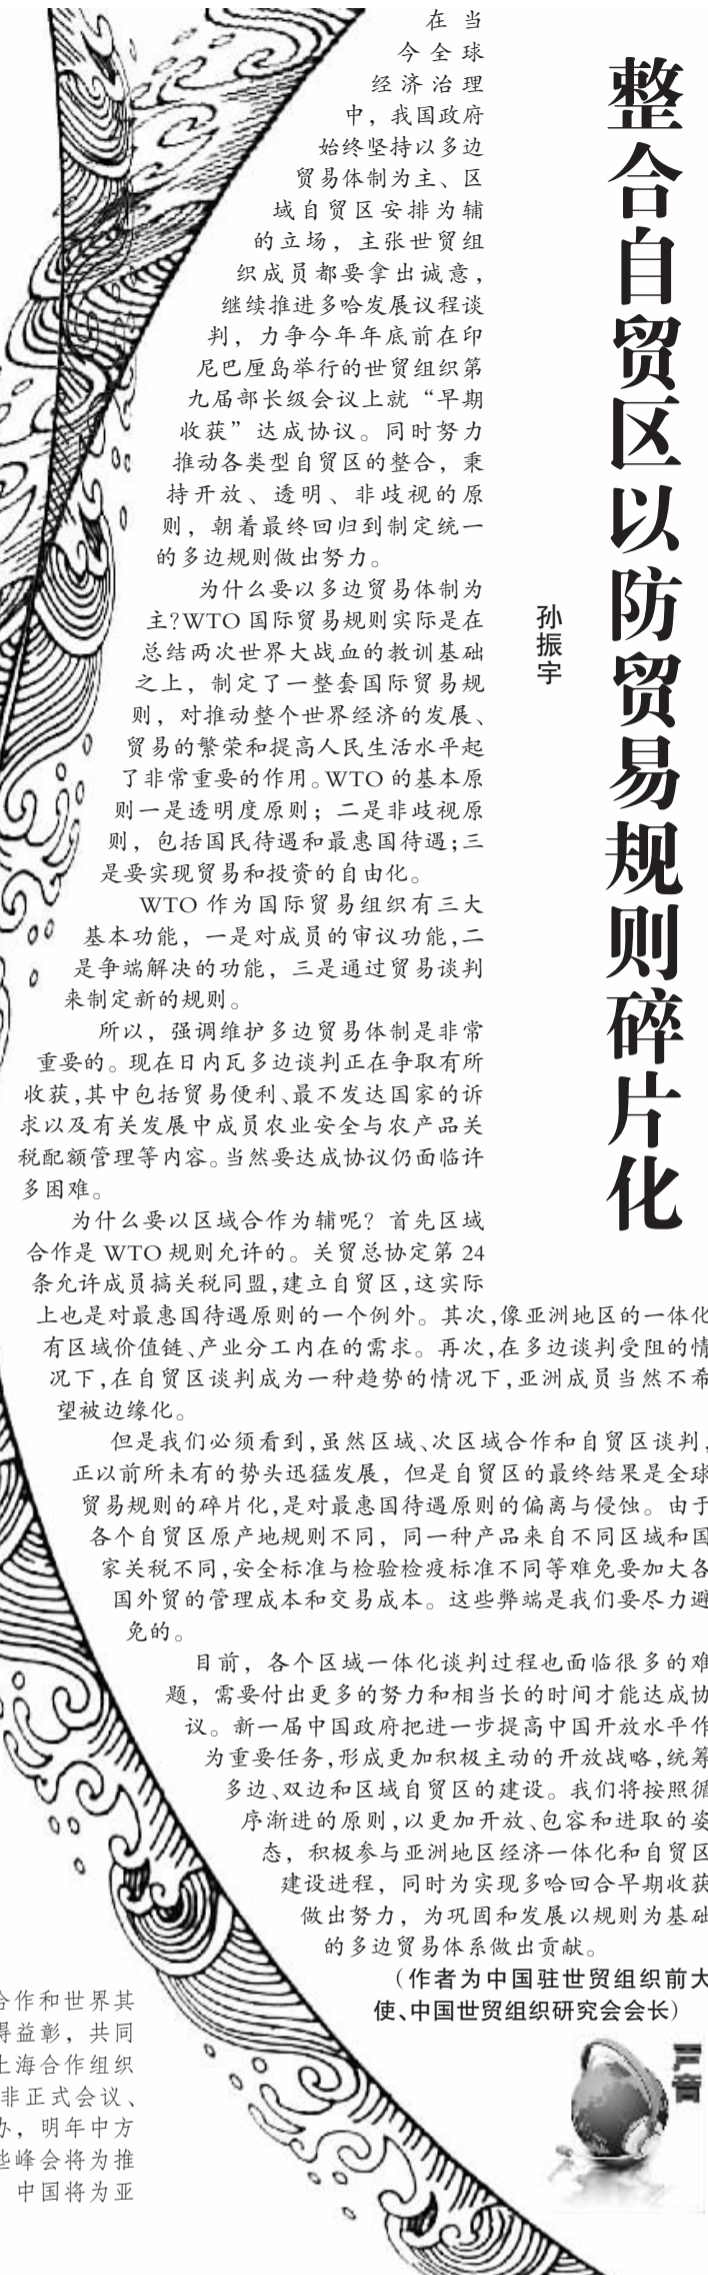 整合自贸区以防贸易规则碎片化
孙振宇
在当
今全球
经济治理
中，我国政府
始终坚持以多边
贸易体制为主、区
域自贸区安排为辅
的立场，主张世贸组
织成员都要拿出诚意，
继续推进多哈发展议程谈
判，力争今年年底前在印
尼巴厘岛举行的世贸组织第
九届部长级会议上就“早期
收获”达成协议。同时努力
推动各类型自贸区的整合，秉
持开放、透明、非歧视的原
则，朝着最终回归到制定统一
的多边规则做出努力。
为什么要以多边贸易体制为
主?WTO 国际贸易规则实际是在
总结两次世界大战血的教训基础
之上，制定了一整套国际贸易规
则，对推动整个世界经济的发展、
贸易的繁荣和提高人民生活水平起
了非常重要的作用。WTO 的基本原
则一是透明度原则；二是非歧视原
则，包括国民待遇和最惠国待遇;三
是要实现贸易和投资的自由化。
WTO 作为国际贸易组织有三大
基本功能，一是对成员的审议功能,二
是争端解决的功能，三是通过贸易谈判
来制定新的规则。
所以，强调维护多边贸易体制是非常
重要的。现在日内瓦多边谈判正在争取有所
收获,其中包括贸易便利、最不发达国家的诉
求以及有关发展中成员农业安全与农产品关
税配额管理等内容。当然要达成协议仍面临许
多困难。
为什么要以区域合作为辅呢？首先区域
合作是 WTO 规则允许的。关贸总协定第 24
条允许成员搞关税同盟,建立自贸区,这实际
上也是对最惠国待遇原则的一个例外。其次,像亚洲地区的一体化
有区域价值链、产业分工内在的需求。再次,在多边谈判受阻的情
况下,在自贸区谈判成为一种趋势的情况下,亚洲成员当然不希
望被边缘化。
但是我们必须看到,虽然区域、次区域合作和自贸区谈判,
正以前所未有的势头迅猛发展，但是自贸区的最终结果是全球
贸易规则的碎片化,是对最惠国待遇原则的偏离与侵蚀。由于
各个自贸区原产地规则不同，同一种产品来自不同区域和国
家关税不同,安全标准与检验检疫标准不同等难免要加大各
国外贸的管理成本和交易成本。这些弊端是我们要尽力避
免的。
目前，各个区域一体化谈判过程也面临很多的难
题，需要付出更多的努力和相当长的时间才能达成协
议。新一届中国政府把进一步提高中国开放水平作
为重要任务,形成更加积极主动的开放战略,统筹
多边、双边和区域自贸区的建设。我们将按照循
序渐进的原则,以更加开放、包容和进取的姿
态，积极参与亚洲地区经济一体化和自贸区
建设进程，同时为实现多哈回合早期收获
做出努力，为巩固和发展以规则为基础
的多边贸易体系做出贡献。
（作者为中国驻世贸组织前大
使、中国世贸组织研究会会长）
声音
合作和世界其
得益彰，共同
上海合作组织
非正式会议、
办，明年中方
些峰会将为推
中国将为亚